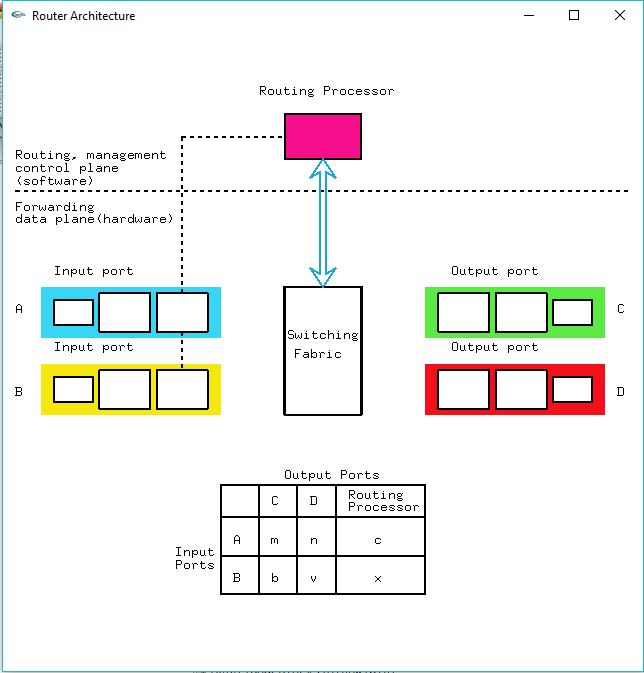 Router Architecture
Routing Processor
Routing, management
control plane
(software)
Forwarding
data plane(hardware)
Input port
Output port
A
C
Input port
Output port
Switching
Fabric
B
D
Output Ports
C D Routing
Processor
Input
Ports
A m n c
B b v x